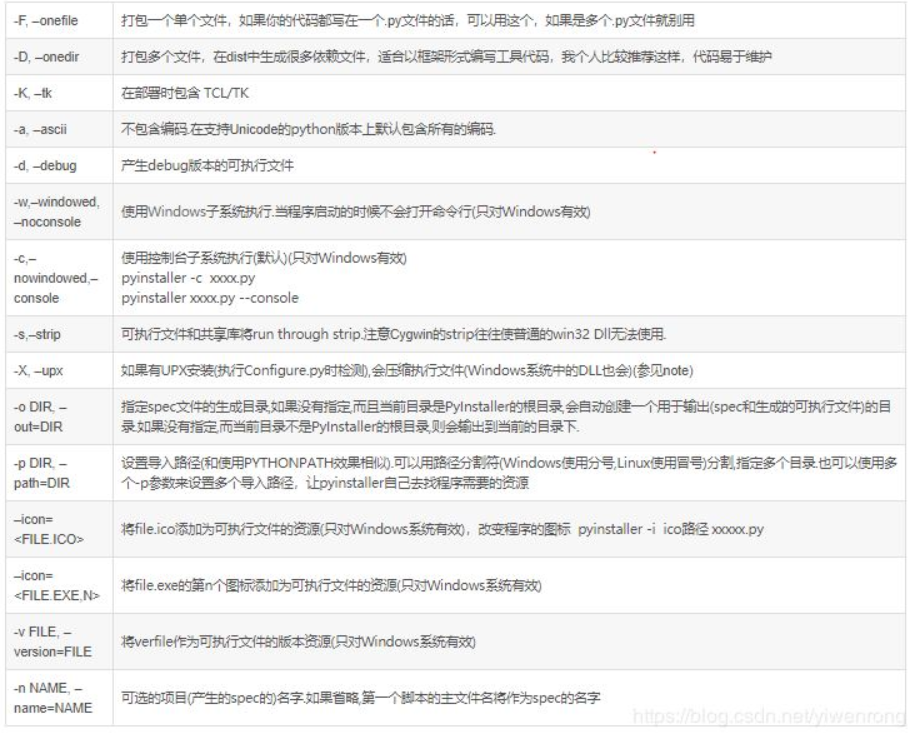 -F, –onefile
打包一个单个文件，如果你的代码都写在一个.py文件的话，可以用这个，如果是多个.py文件就别用
-D, –onedir
打包多个文件，在dist中生成很多依赖文件，适合以框架形式编写工具代码，我个人比较推荐这样，代码易于维护
-K, –tk
在部署时包含 TCL/TK
-a, –ascii
不包含编码.在支持Unicode的python版本上默认包含所有的编码.
-d, –debug
产生debug版本的可执行文件
-w,–windowed,
–noconsole
使用Windows子系统执行.当程序启动的时候不会打开命令行(只对Windows有效)
-c,–
nowindowed,–
console
使用控制台子系统执行(默认)(只对Windows有效)
pyinstaller -c  xxxx.py
pyinstaller xxxx.py --console
-s,–strip
可执行文件和共享库将run through strip.注意Cygwin的strip往往使普通的win32 Dll无法使用.
-X, –upx
如果有UPX安装(执行Configure.py时检测),会压缩执行文件(Windows系统中的DLL也会)(参见note)
-o DIR, –
out=DIR
指定spec文件的生成目录,如果没有指定,而且当前目录是PyInstaller的根目录,会自动创建一个用于输出(spec和生成的可执行文件)的目
录.如果没有指定,而当前目录不是PyInstaller的根目录,则会输出到当前的目录下.
-p DIR, –
path=DIR
设置导入路径(和使用PYTHONPATH效果相似).可以用路径分割符(Windows使用分号,Linux使用冒号)分割,指定多个目录.也可以使用多
个-p参数来设置多个导入路径，让pyinstaller自己去找程序需要的资源
–icon=
<FILE.ICO>
将file.ico添加为可执行文件的资源(只对Windows系统有效)，改变程序的图标  pyinstaller -i  ico路径 xxxxx.py
–icon=
<FILE.EXE,N>
将file.exe的第n个图标添加为可执行文件的资源(只对Windows系统有效)
-v FILE, –
version=FILE
将verfile作为可执行文件的版本资源(只对Windows系统有效)
-n NAME, –
name=NAME
可选的项目(产生的spec的)名字.如果省略,第一个脚本的主文件名将作为spec的名字
https://blog.csdn.net/yiwenrong